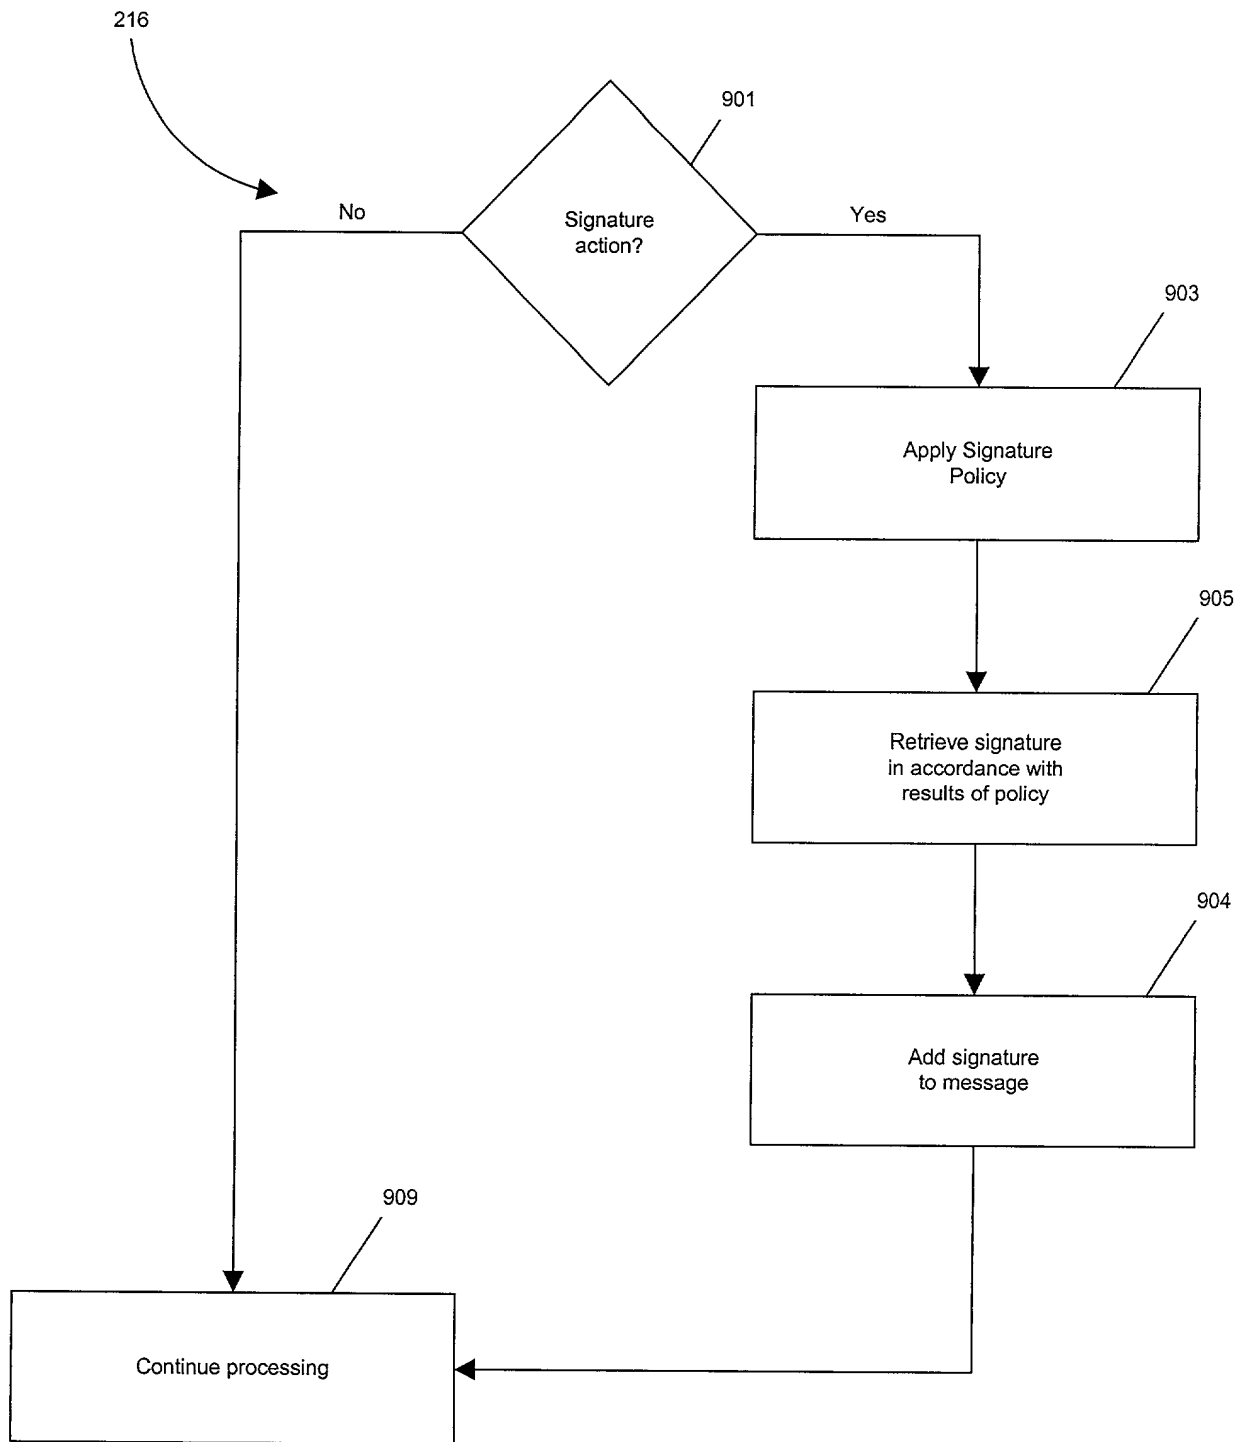 216
901
No
Signature
action?
Yes
903
Apply Signature
Policy
905
Retrieve signature
in accordance with
results of policy
904
Add signature
to message
909
Continue processing